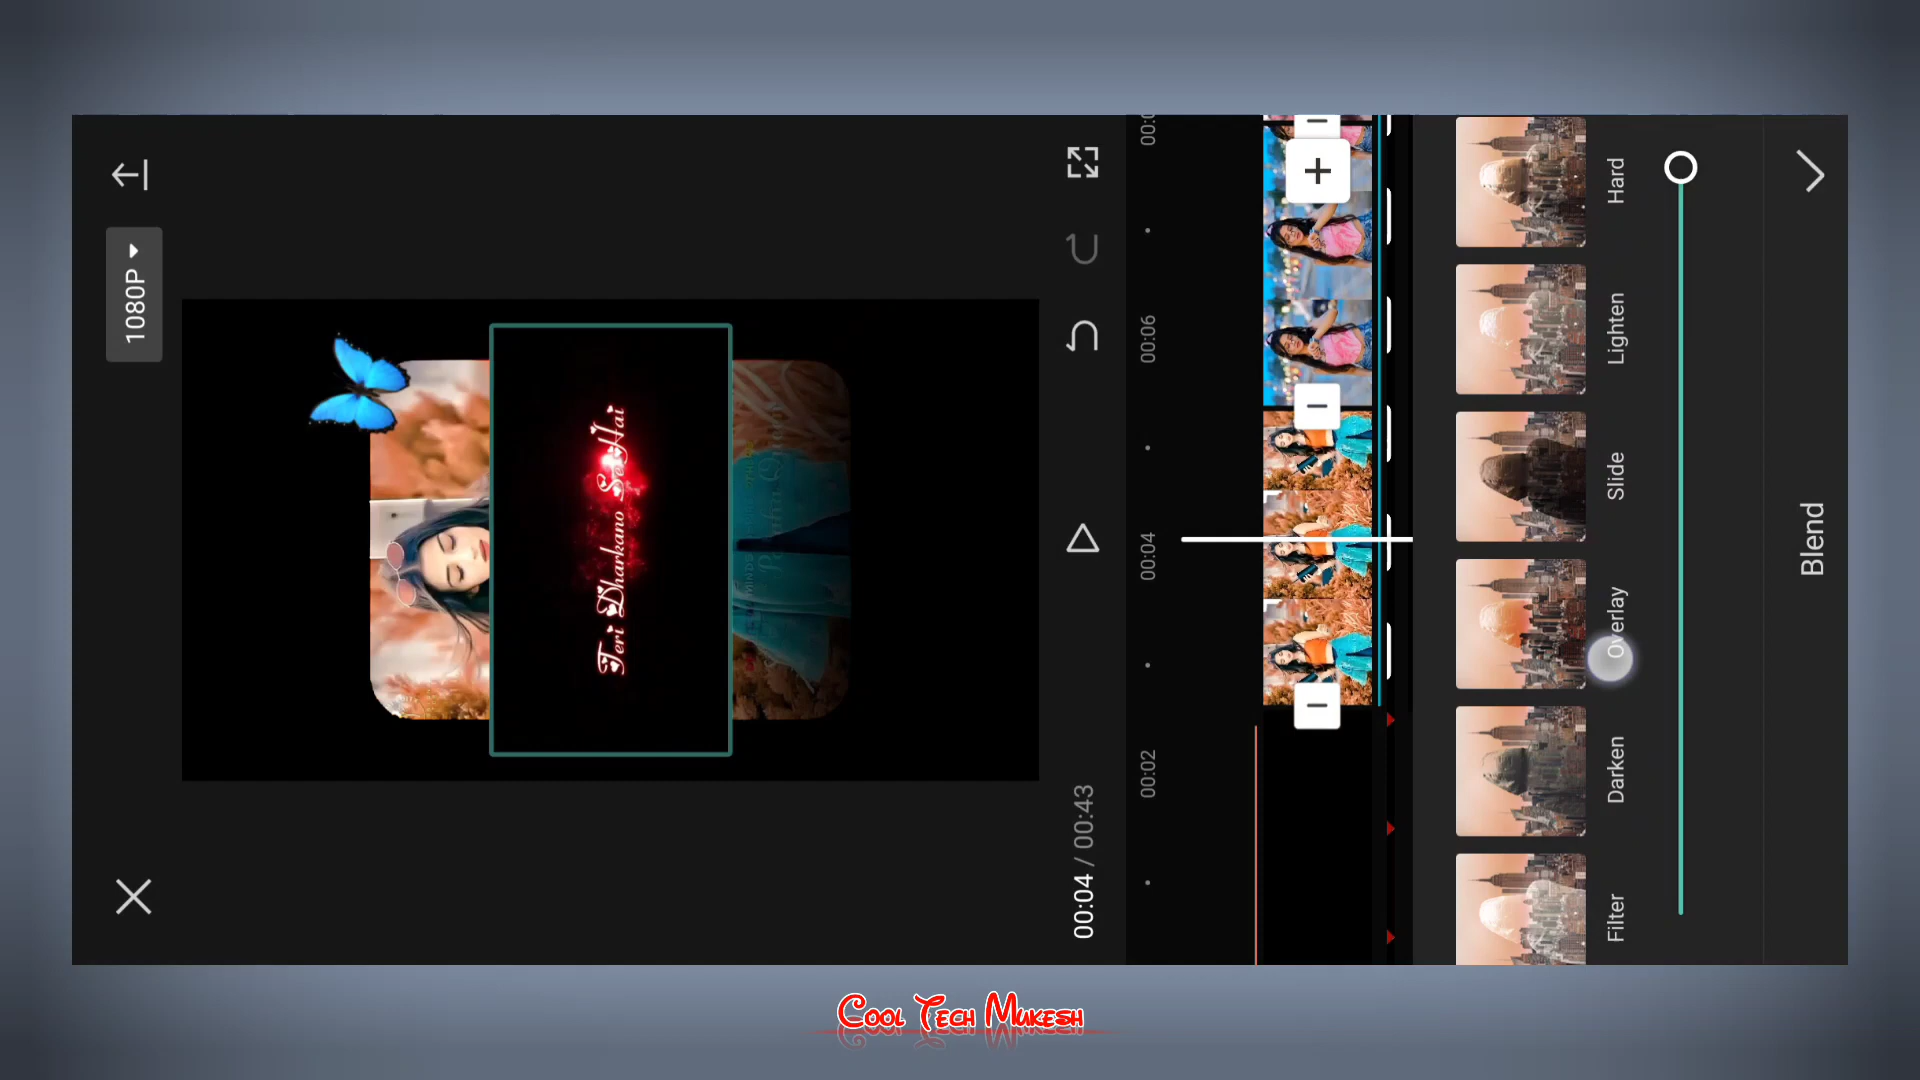 1080P
Teri Dharkano Se Hai
00:04 / 00:43
00:02
00:04
00:06
Filter
Darken
Overlay
Slide
Lighten
Hard
Blend
Cool Tech Mukesh